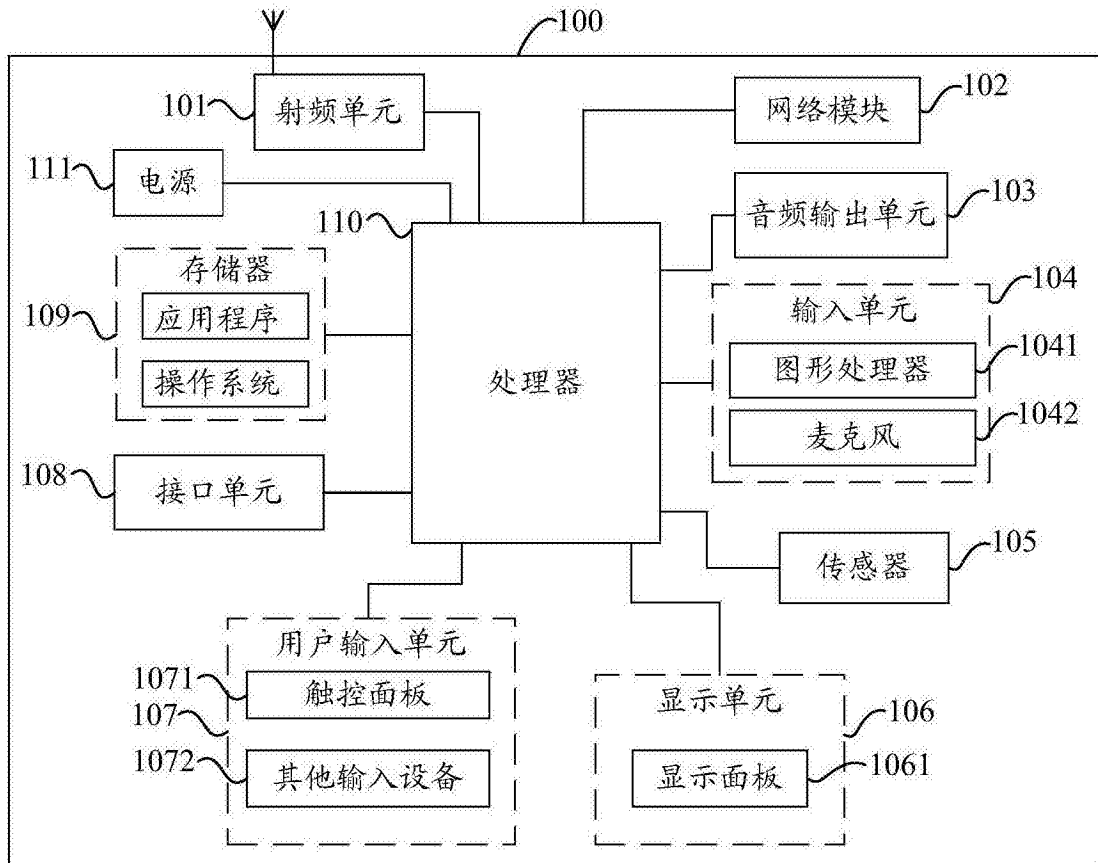 100
101
射频单元
网络模块
102
111
电源
110
音频输出单元
103
存储器
109
应用程序
操作系统
处理器
输入单元
104
图形处理器
1041
麦克风
1042
108
接口单元
传感器
105
用户输入单元
1071
触控面板
107
1072
其他输入设备
显示单元
106
显示面板
1061